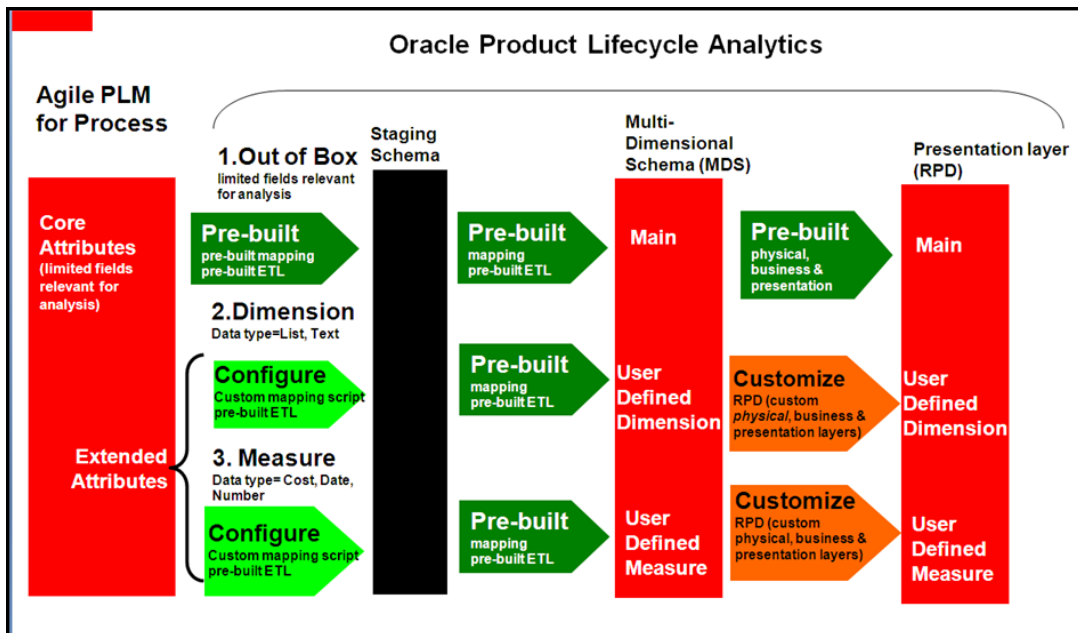 Oracle Product Lifecycle Analytics
Agile PLM
for Process
Core
Attributes
(limited fields
relevant for
analysis)
Extended
Attributes
1.Out of Box
limited fields relevant
for analysis
Pre-built
pre-built mapping
pre-built ETL
2.Dimension
Data type=List, Text
Configure
Custom mapping script
pre-built ETL
3. Measure
Data type= Cost, Date,
Number
Configure
Custom mapping script
pre-built ETL
Staging
Schema
Pre-built
mapping
pre-built ETL
Pre-built
mapping
pre-built ETL
Pre-built
mapping
pre-built ETL
Multi-
Dimensional
Schema (MDS)
Main
User
Defined
Dimension
User
Defined
Measure
Pre-built
physical,
business &
presentation
Customize
RPD (custom
physical, business &
presentation layers)
Customize
RPD (custom
physical, business &
presentation layers)
Presentation layer
(RPD)
Main
User
Defined
Dimension
User
Defined
Measure